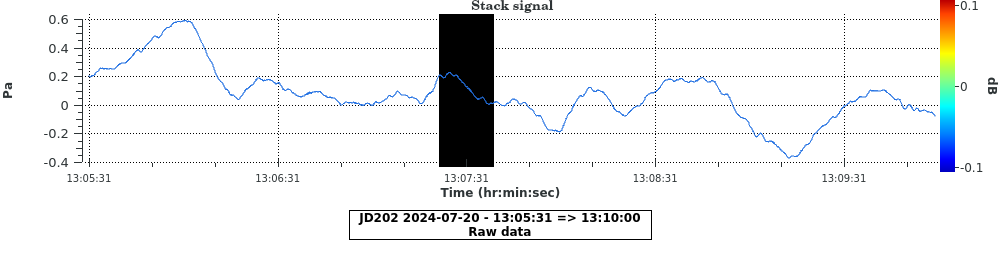 Stack signal
0.6
0.4
0.2
0
-0.2
-0.4
Pa
13:05:31 13:06:31 13:07:31 13:08:31 13:09:31
Time (hr:min:sec)
0.1
0
-0.1
dB
JD202 2024-07-20 - 13:05:31 => 13:10:00
Raw data